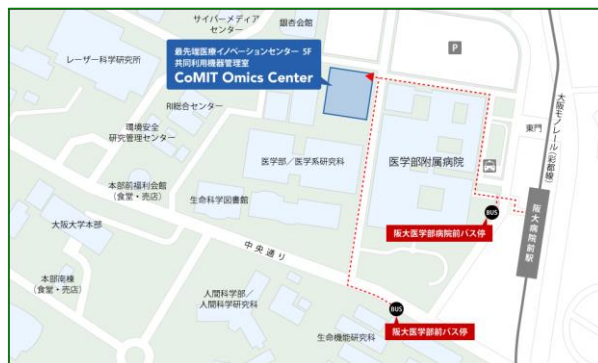 サイバーメディア
センター
銀杏会館
レーザー科学研究所
最先端医療イノベーションセンター 5F
共同利用機器管理室
CoMIT Omics Center
P
RI総合センター
環境安全
研究管理センター
医学部/医学系研究科
医学部附属病院
東門
大阪モノレール(彩都線)
本部前福利会館
(食堂・売店)
生命科学図書館
大阪大学本部
中央通り
BUS
阪大医学部病院前バス停
阪大病院前駅
本部南棟
(食堂・売店)
人間科学部/
人間科学研究科
BUS
阪大医学部前バス停
生命機能研究科